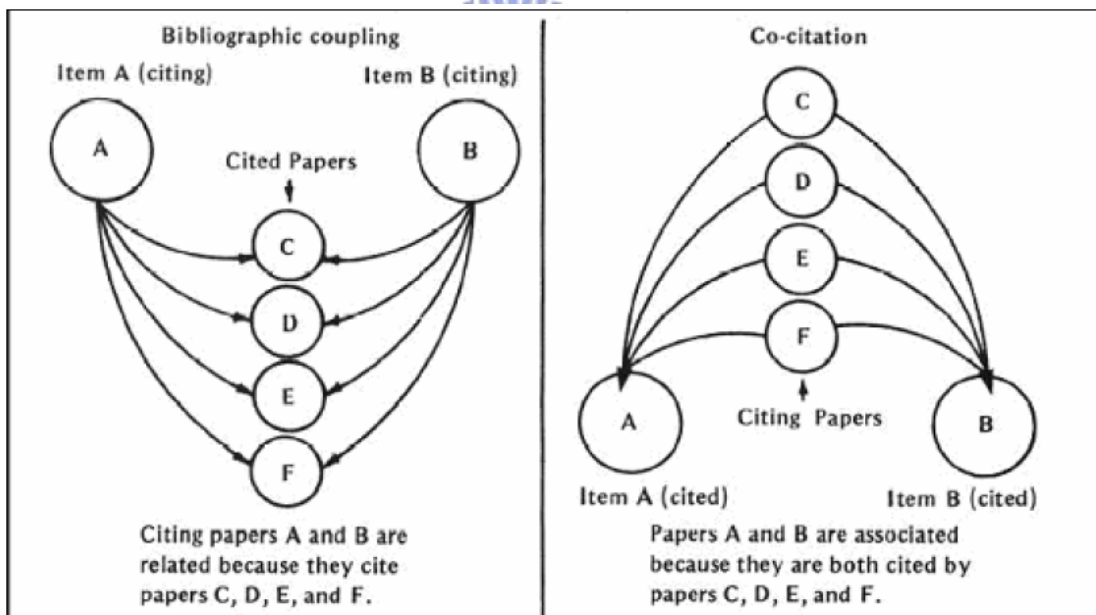 Bibliographic coupling
Item A (citing)
Item B (citing)
A
B
Cited Papers
C
D
E
F
Citing papers A and B are
related because they cite
papers C, D, E, and F.
Co-citation
C
D
E
F
A
Citing Papers
B
Item A (cited)
Item B (cited)
Papers A and B are associated
because they are both cited by
papers C, D, E, and F.